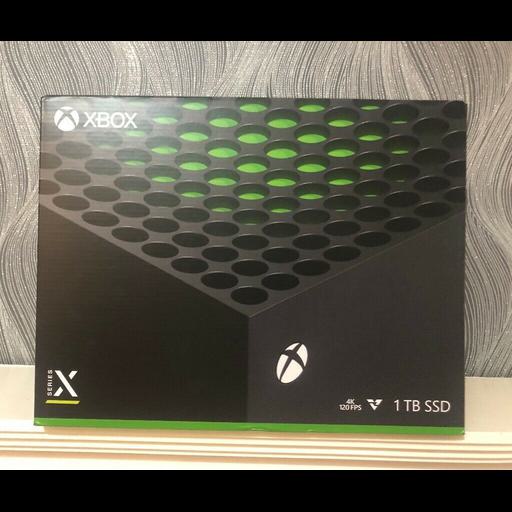 XBOX
SERIES
X
4K
120 FPS
1 TB SSD